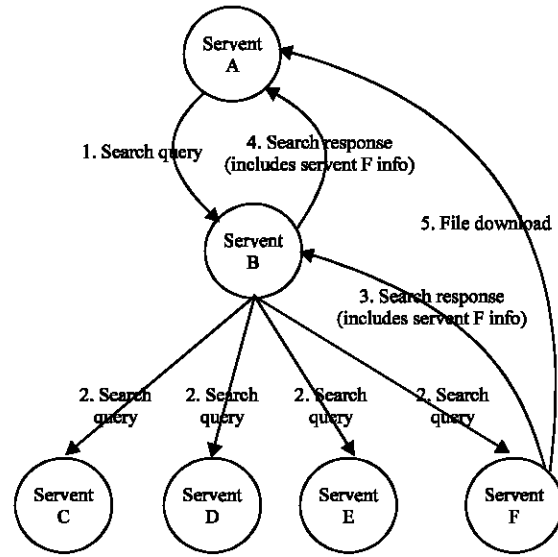 Servent
A
1. Search query
4. Search response
(includes servent F info)
5. File download
Servent
B
3. Search response
(includes servent F info)
2. Search
query
2. Search
query
2. Search
query
2. Search
query
Servent
C
Servent
D
Servent
E
Servent
F